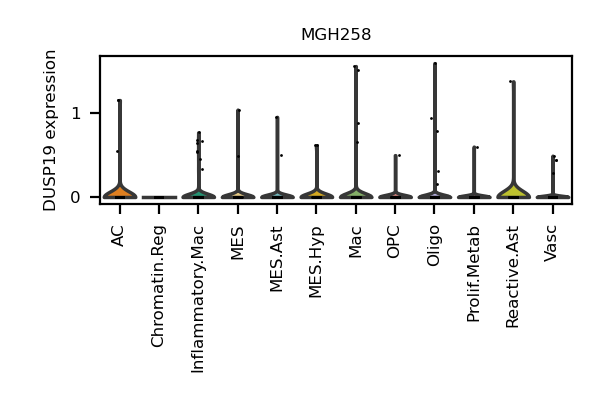 MGH258
DUSP19 expression
1
0
AC
Chromatin.Reg
Inflammatory.Mac
MES
MES.Ast
MES.Hyp
Mac
OPC
Oligo
Prolif.Metab
Reactive.Ast
Vasc